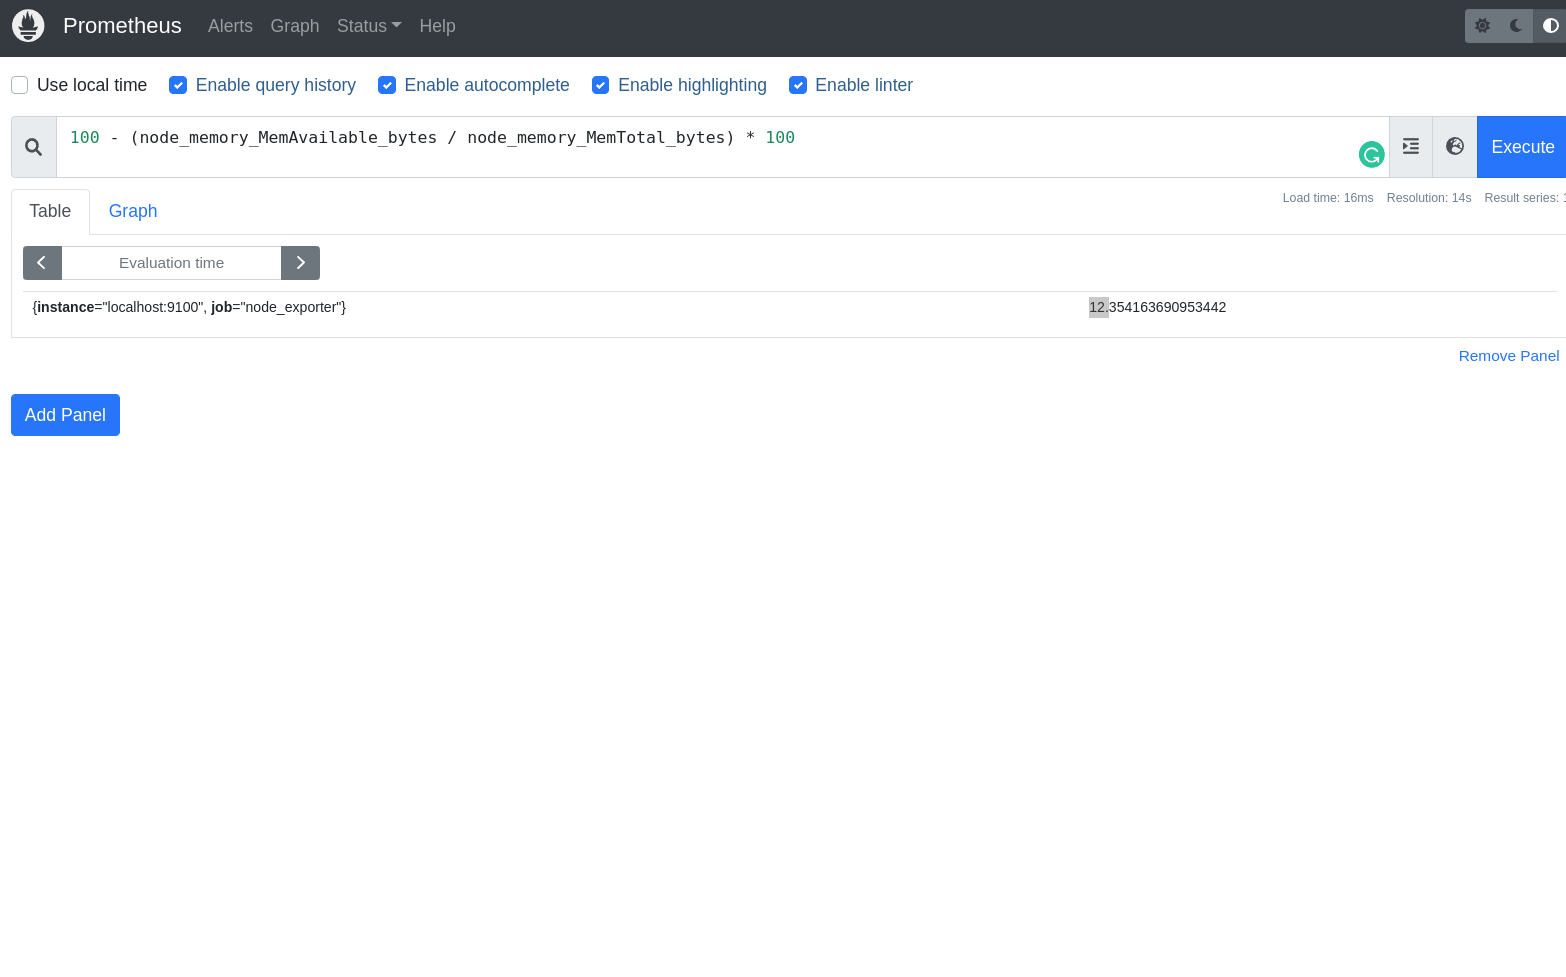 Prometheus Alerts Graph Status Help
Use local time Enable query history Enable autocomplete Enable highlighting Enable linter
100 - (node_memory_MemAvailable_bytes / node_memory_MemTotal_bytes) * 100
Execute
Table Graph
Load time: 16ms Resolution: 14s Result series: 1
Evaluation time
{instance="localhost:9100", job="node_exporter"} 12.354163690953442
Remove Panel
Add Panel